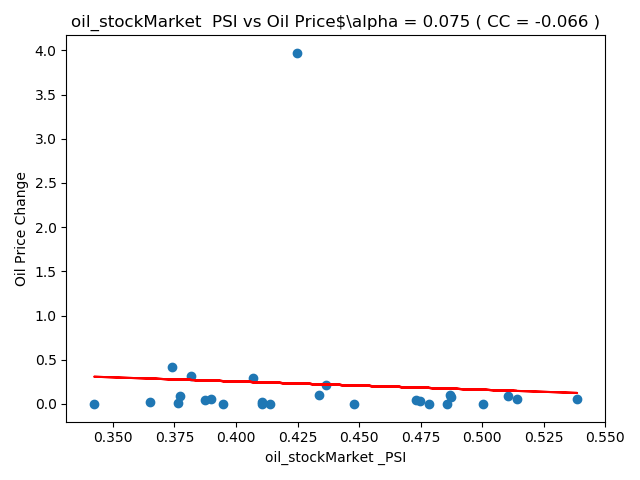 oil_stockMarket  PSI vs Oil Price$\alpha = 0.075 ( CC = -0.066 )
Oil Price Change
4.0
3.5
3.0
2.5
2.0
1.5
1.0
0.5
0.0
0.350 0.375 0.400 0.425 0.450 0.475 0.500 0.525 0.550
oil_stockMarket _PSI